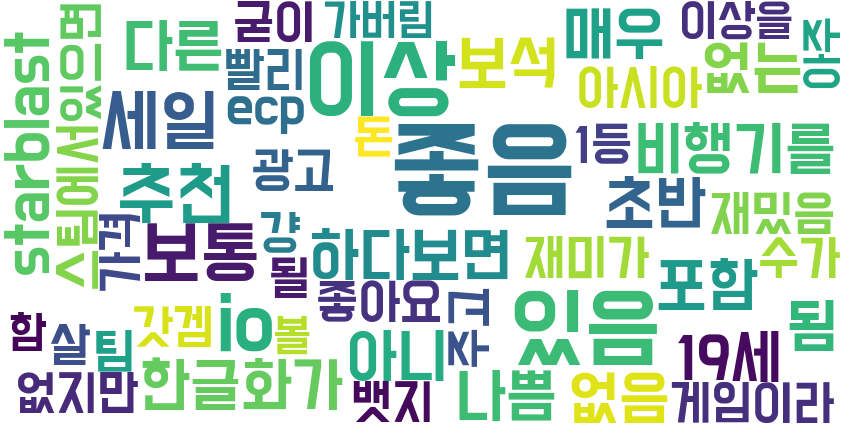 굳이
가버림
이상을
쫙
다른
빨리
이상
보석
매우
없는
아시아
starblast
스팀에서있으면
세일
ecp
돈
좋음
1등
비행기를
종
추천
광고
초반
재밌음
가격
보통
걍
될
하다보면
재미가
수가
좋아요
포함
함
살
팀
갓겜
io
볼
아니
있음
19세
됨
없지만
한글화가
뱃지
나쁨
없음
게임이라